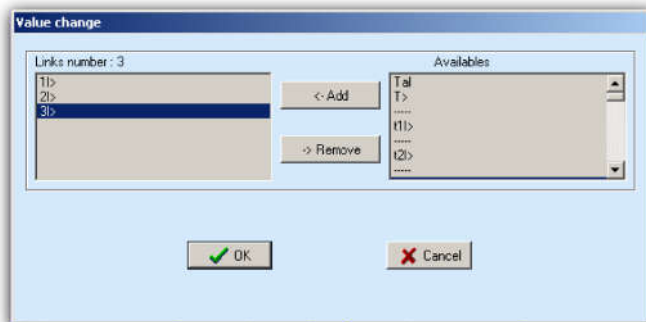 Value change
Links number : 3
Availables
1I>
2I>
3I>
<- Add
-> Remove
Tal
T>
-----
t1I>
-----
t2I>
-----
OK
Cancel